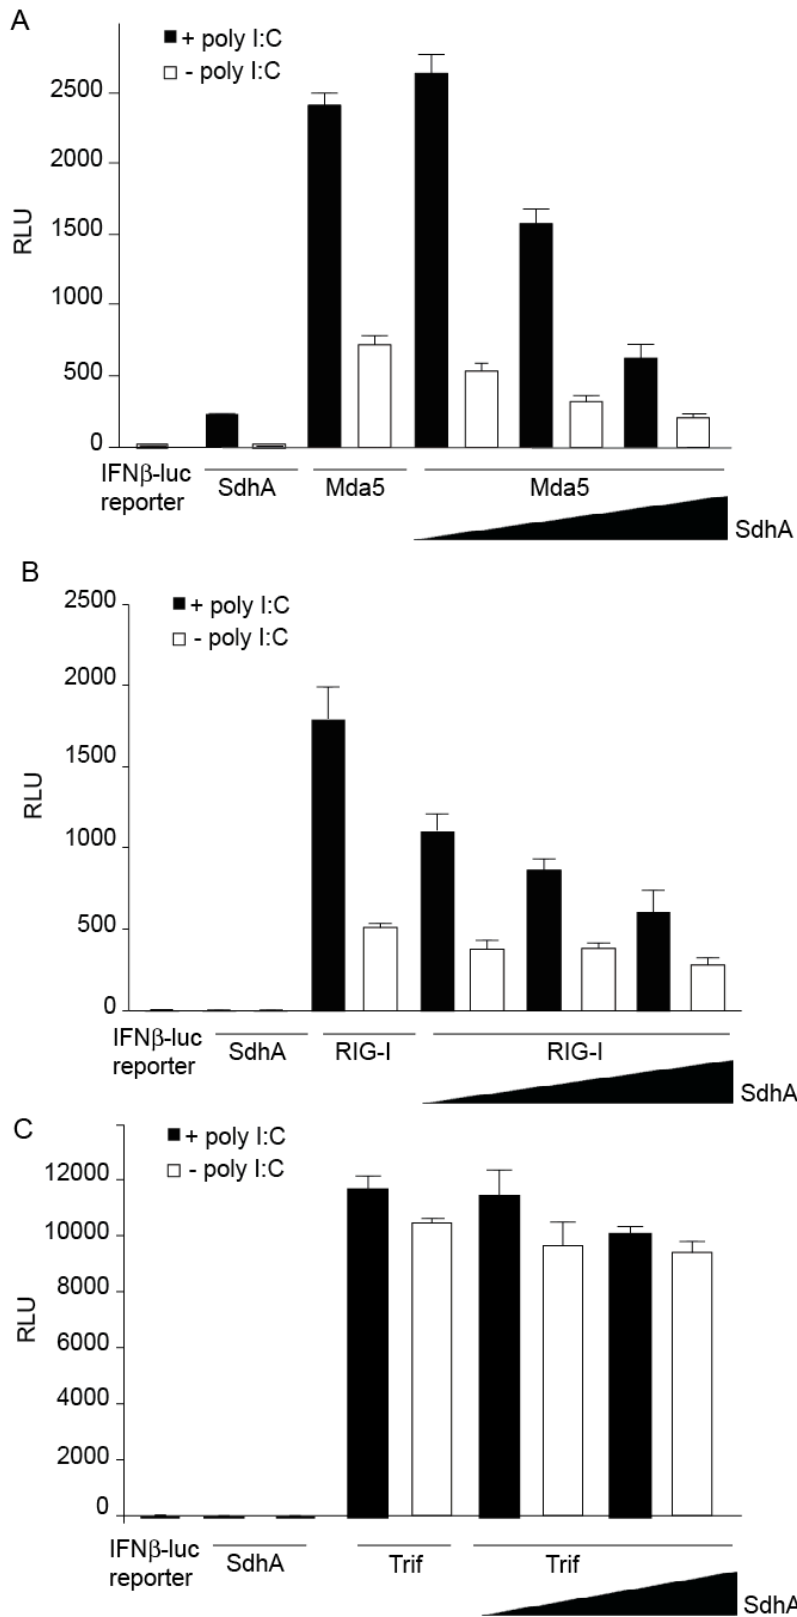 A
+ poly I:C
- poly I:C
2500
2000
1500
1000
500
0
RLU
IFNβ-luc
reporter
SdhA
Mda5
Mda5
SdhA
B
+ poly I:C
- poly I:C
2500
2000
1500
1000
500
0
RLU
IFNβ-luc
reporter
SdhA
RIG-I
RIG-I
SdhA
C
+ poly I:C
- poly I:C
12000
10000
8000
6000
4000
2000
0
RLU
IFNβ-luc
reporter
SdhA
Trif
Trif
SdhA